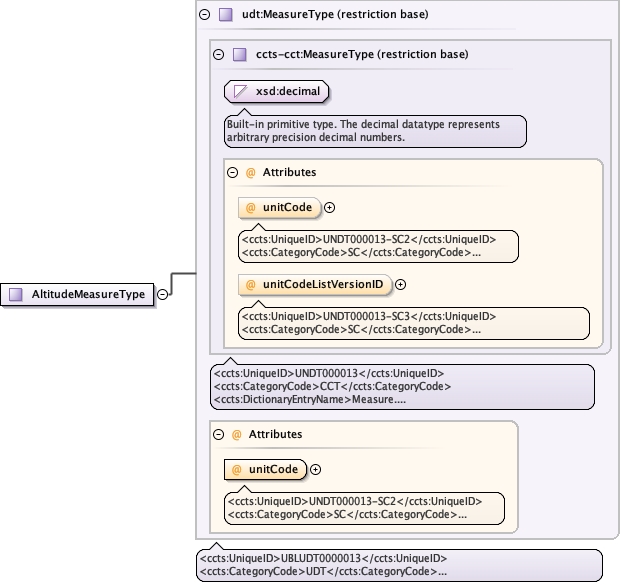 udt:MeasureType (restriction base)
ccts-cct:MeasureType (restriction base)
xsd:decimal
Built-in primitive type. The decimal datatype represents
arbitrary precision decimal numbers.
@ Attributes
@ unitCode
<ccts:UniqueID>UNDT000013-SC2</ccts:UniqueID>
<ccts:CategoryCode>SC</ccts:CategoryCode>...
@ unitCodeListVersionID
<ccts:UniqueID>UNDT000013-SC3</ccts:UniqueID>
<ccts:CategoryCode>SC</ccts:CategoryCode>...
AltitudeMeasureType
<ccts:UniqueID>UNDT000013</ccts:UniqueID>
<ccts:CategoryCode>CCT</ccts:CategoryCode>
<ccts:DictionaryEntryName>Measure....
@ Attributes
@ unitCode
<ccts:UniqueID>UNDT000013-SC2</ccts:UniqueID>
<ccts:CategoryCode>SC</ccts:CategoryCode>...
<ccts:UniqueID>UBLUDT0000013</ccts:UniqueID>
<ccts:CategoryCode>UDT</ccts:CategoryCode>...